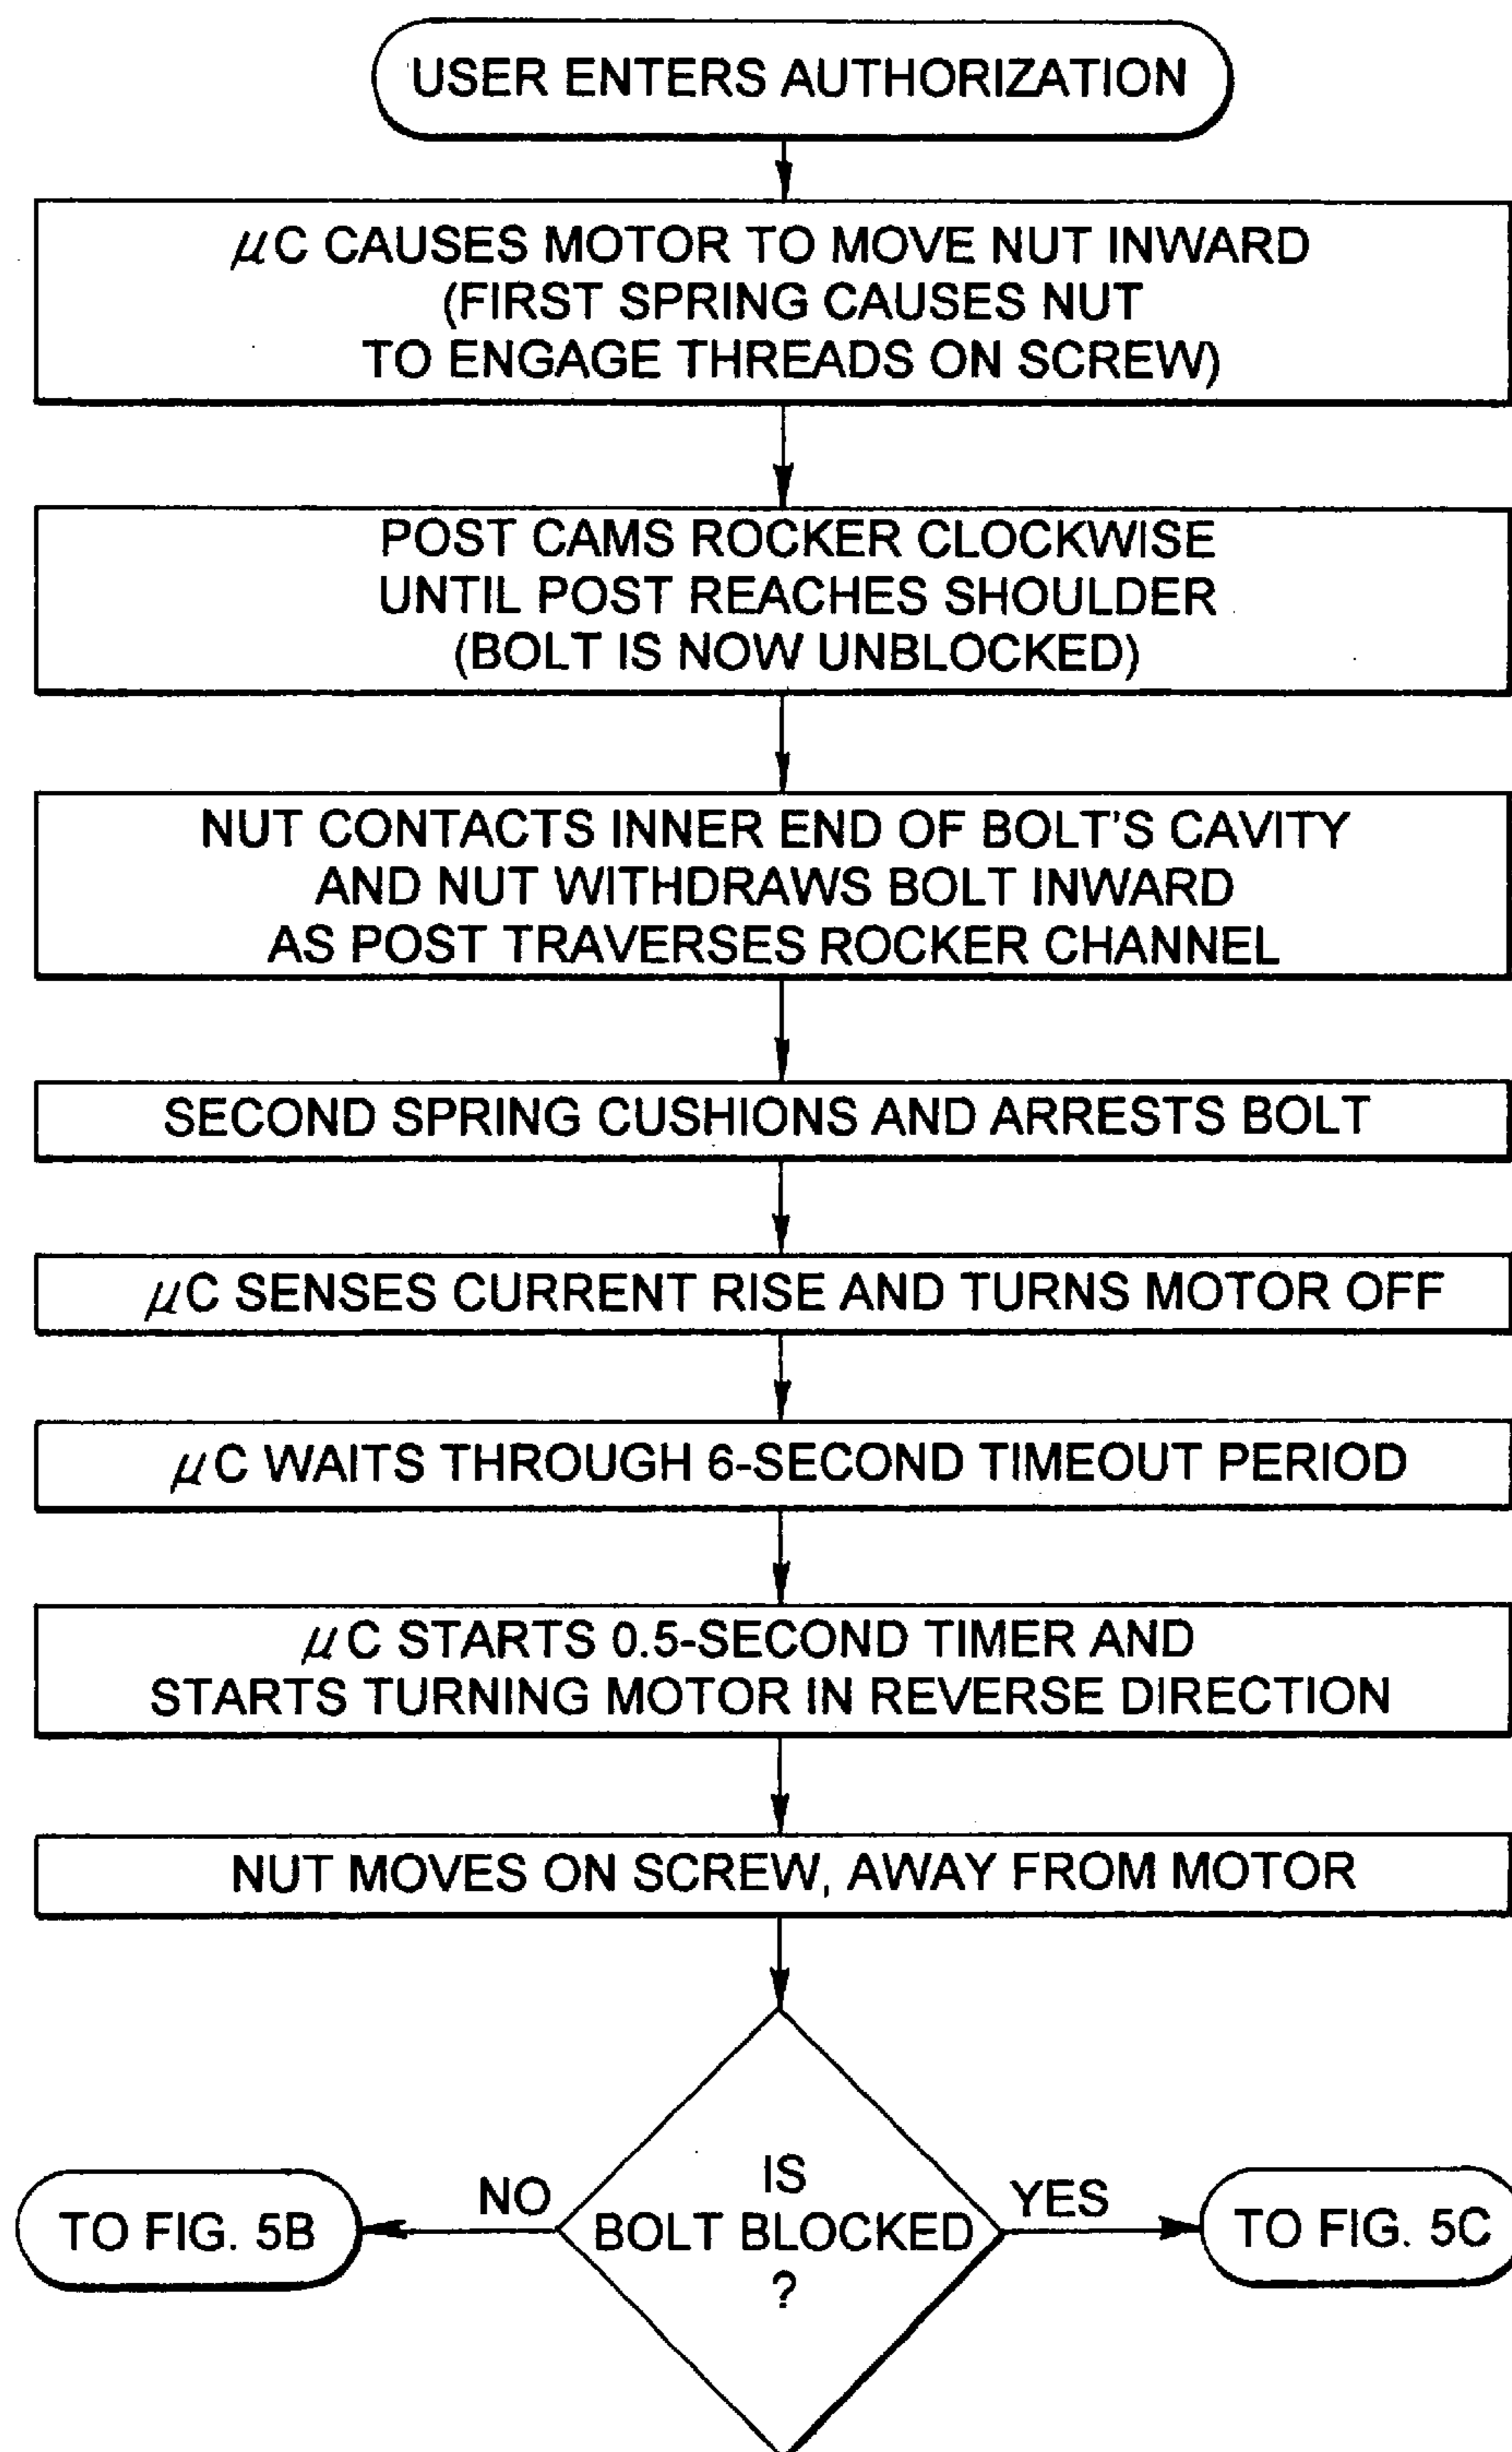 USER ENTERS AUTHORIZATION
μC CAUSES MOTOR TO MOVE NUT INWARD
(FIRST SPRING CAUSES NUT
TO ENGAGE THREADS ON SCREW)
POST CAMS ROCKER CLOCKWISE
UNTIL POST REACHES SHOULDER
(BOLT IS NOW UNBLOCKED)
NUT CONTACTS INNER END OF BOLT'S CAVITY
AND NUT WITHDRAWS BOLT INWARD
AS POST TRAVERSES ROCKER CHANNEL
SECOND SPRING CUSHIONS AND ARRESTS BOLT
μC SENSES CURRENT RISE AND TURNS MOTOR OFF
μC WAITS THROUGH 6-SECOND TIMEOUT PERIOD
μC STARTS 0.5-SECOND TIMER AND
STARTS TURNING MOTOR IN REVERSE DIRECTION
NUT MOVES ON SCREW, AWAY FROM MOTOR
IS
BOLT BLOCKED
?
NO
YES
TO FIG. 5B
TO FIG. 5C